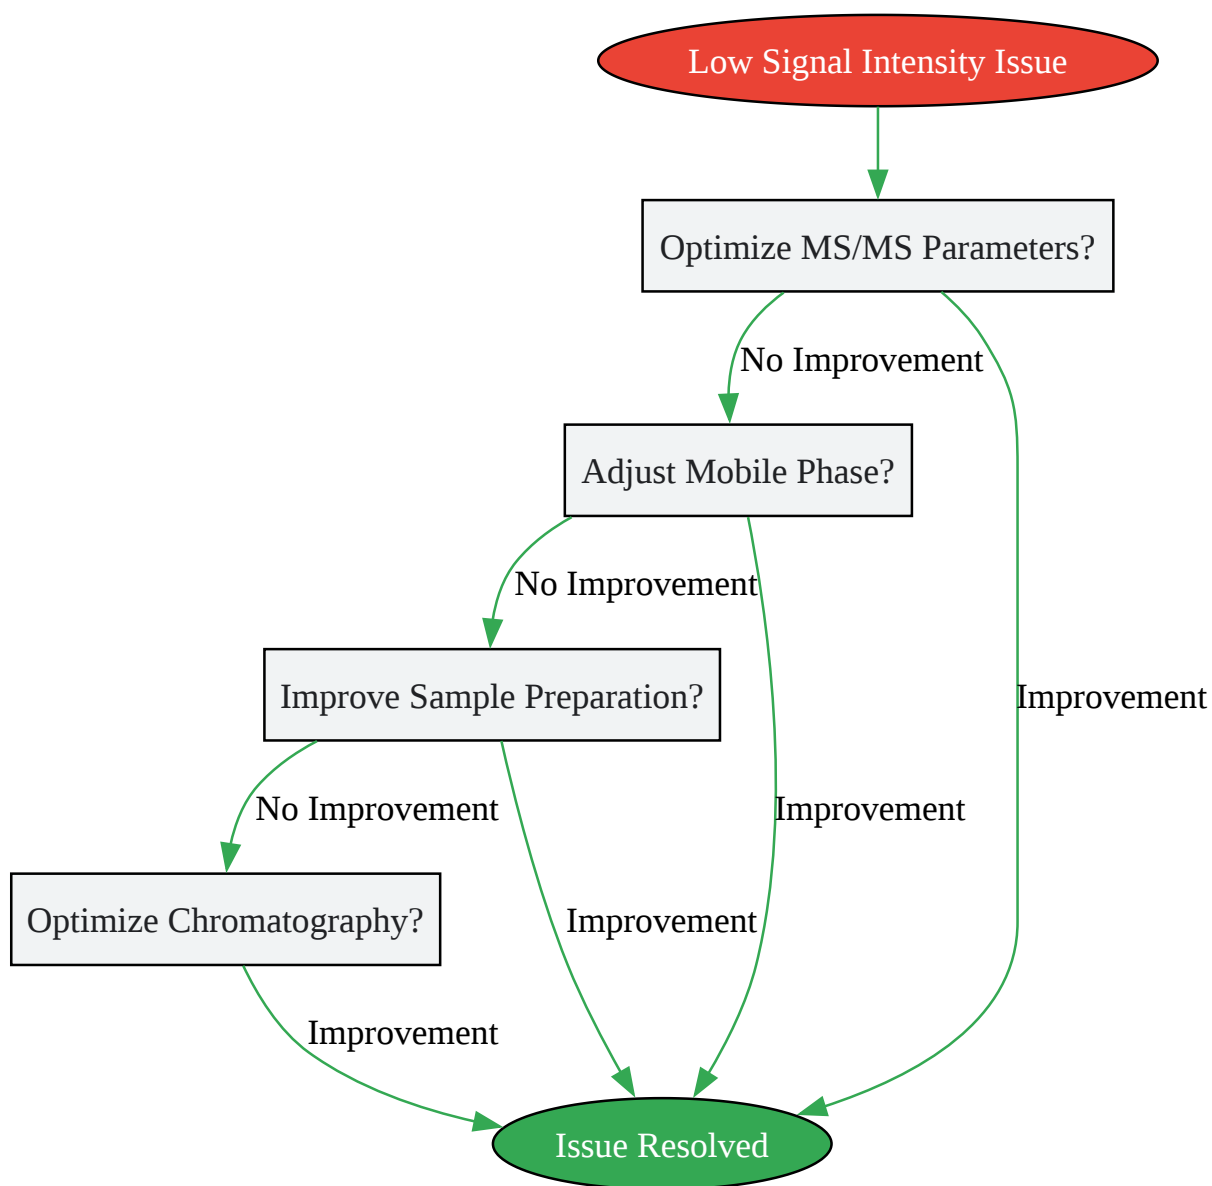 Low Signal Intensity Issue
Optimize MS/MS Parameters?
No Improvement
Adjust Mobile Phase?
No Improvement
Improve Sample Preparation?
Improvement
No Improvement
Improvement
Optimize Chromatography?
Improvement
Improvement
Issue Resolved